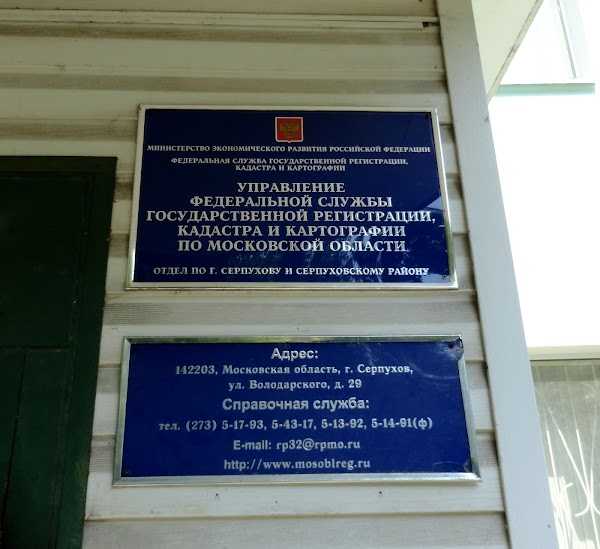 МИНИСТЕРСТВО ЭКОНОМИЧЕСКОГО РАЗВИТИЯ РОССИЙСКОЙ ФЕДЕРАЦИИ
ФЕДЕРАЛЬНАЯ СЛУЖБА ГОСУДАРСТВЕННОЙ РЕГИСТРАЦИИ,
КАДАСТРА И КАРТОГРАФИИ
УПРАВЛЕНИЕ
ФЕДЕРАЛЬНОЙ СЛУЖБЫ
ГОСУДАРСТВЕННОЙ РЕГИСТРАЦИИ,
КАДАСТРА И КАРТОГРАФИИ
ПО МОСКОВСКОЙ ОБЛАСТИ
ОТДЕЛ ПО Г. СЕРПУХОВУ И СЕРПУХОВСКОМУ РАЙОНУ
Адрес:
142203, Московская область, г. Серпухов,
ул. Володарского, д. 29
Справочная служба:
тел. (273) 5-17-93, 5-43-17, 5-13-92, 5-14-91(ф)
E-mail: rp32@rpmo.ru
http://www.mosoblreg.ru